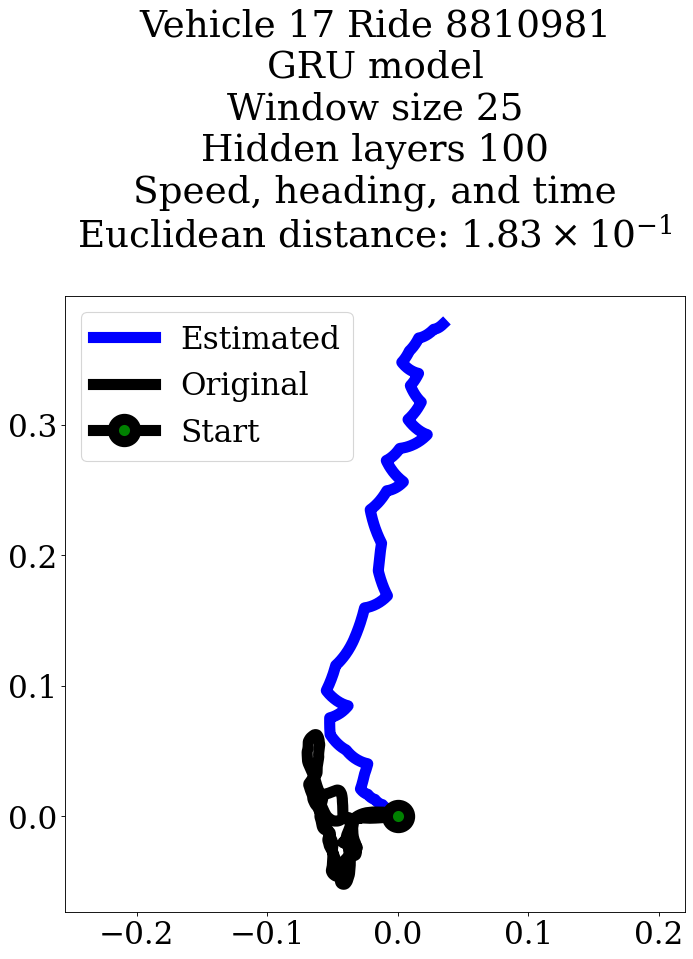 Vehicle 17 Ride 8810981
GRU model
Window size 25
Hidden layers 100
Speed, heading, and time
Euclidean distance: 1.83 × 10⁻¹
Estimated
Original
Start
0.3
0.2
0.1
0.0
−0.2
−0.1
0.0
0.1
0.2